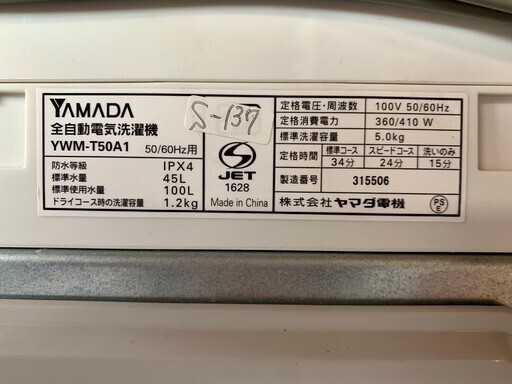 YAMADA
S-137
全自動電気洗濯機
YWM-T50A1 50/60Hz用
防水等級 IPX4
標準水量 45L
標準使用水量 100L
ドライコース時の洗濯容量 1.2kg
S
JET
1628
Made in China
定格電圧・周波数 100V 50/60Hz
定格消費電力 360/410 W
標準洗濯容量 5.0kg
標準コース スピードコース 洗いのみ
34分 24分 15分
製造番号 315506
株式会社 ヤマダ電機
PS
E